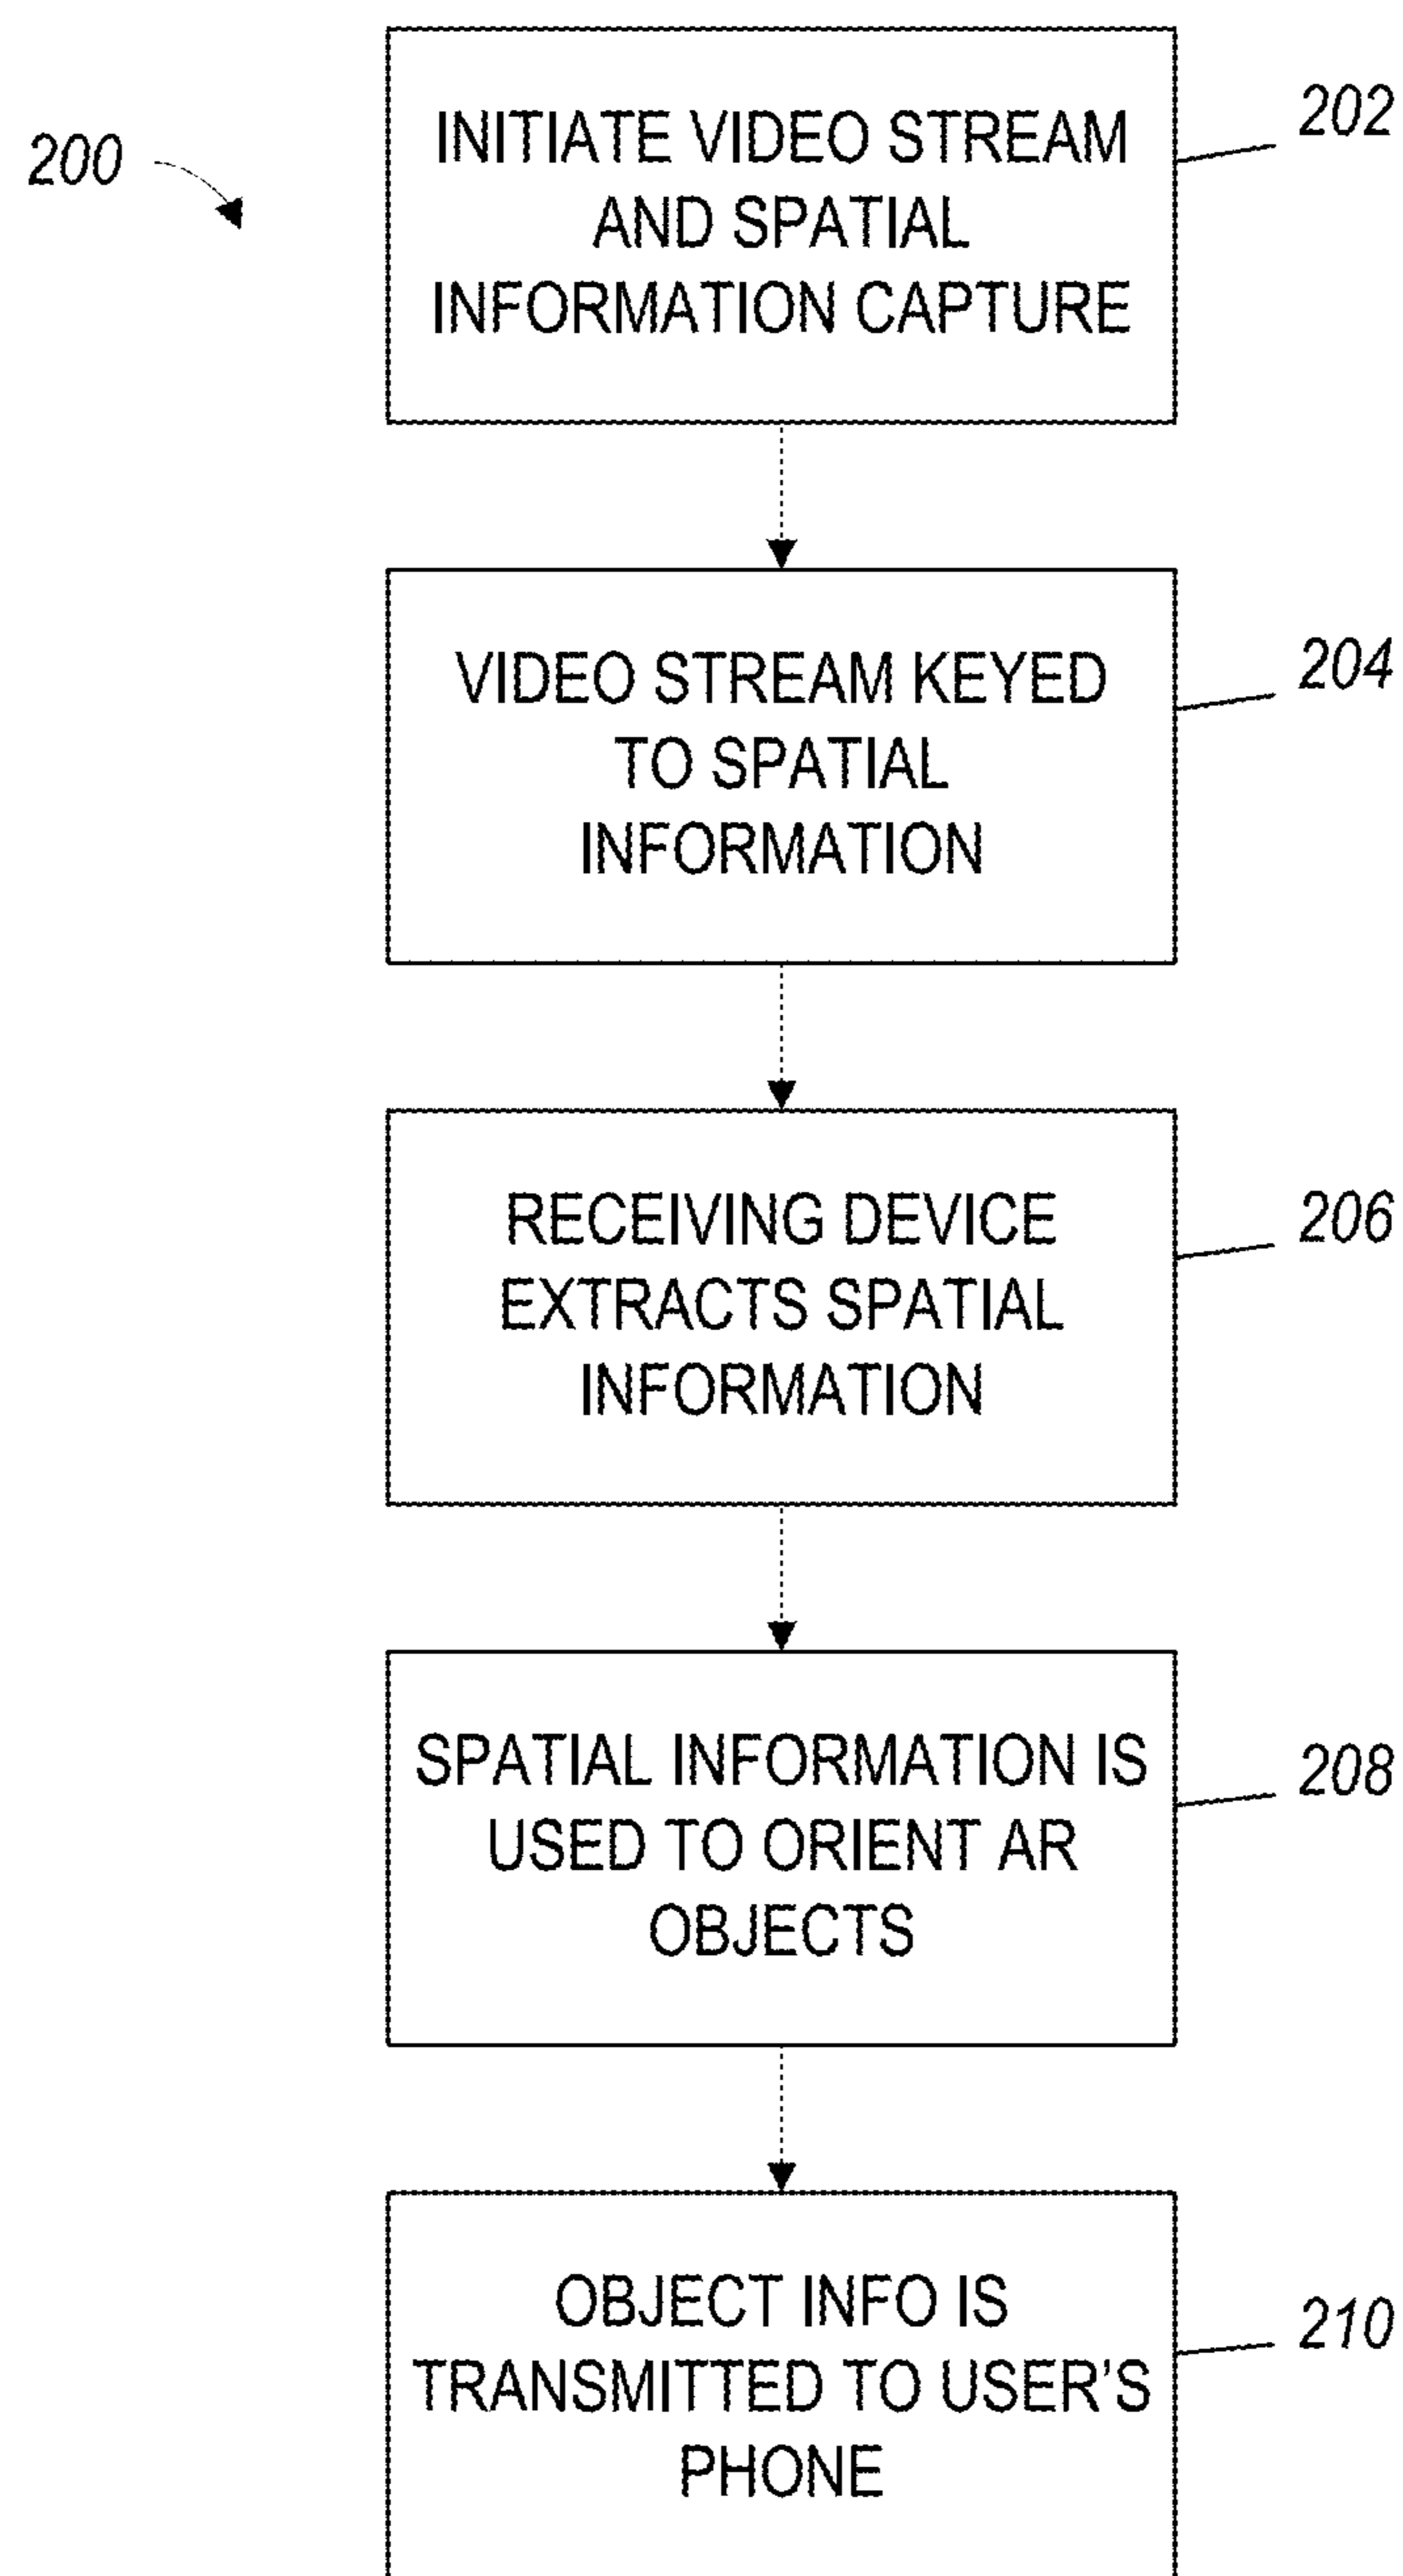 200
INITIATE VIDEO STREAM
AND SPATIAL
INFORMATION CAPTURE
202
VIDEO STREAM KEYED
TO SPATIAL
INFORMATION
204
RECEIVING DEVICE
EXTRACTS SPATIAL
INFORMATION
206
SPATIAL INFORMATION IS
USED TO ORIENT AR
OBJECTS
208
OBJECT INFO IS
TRANSMITTED TO USER’S
PHONE
210